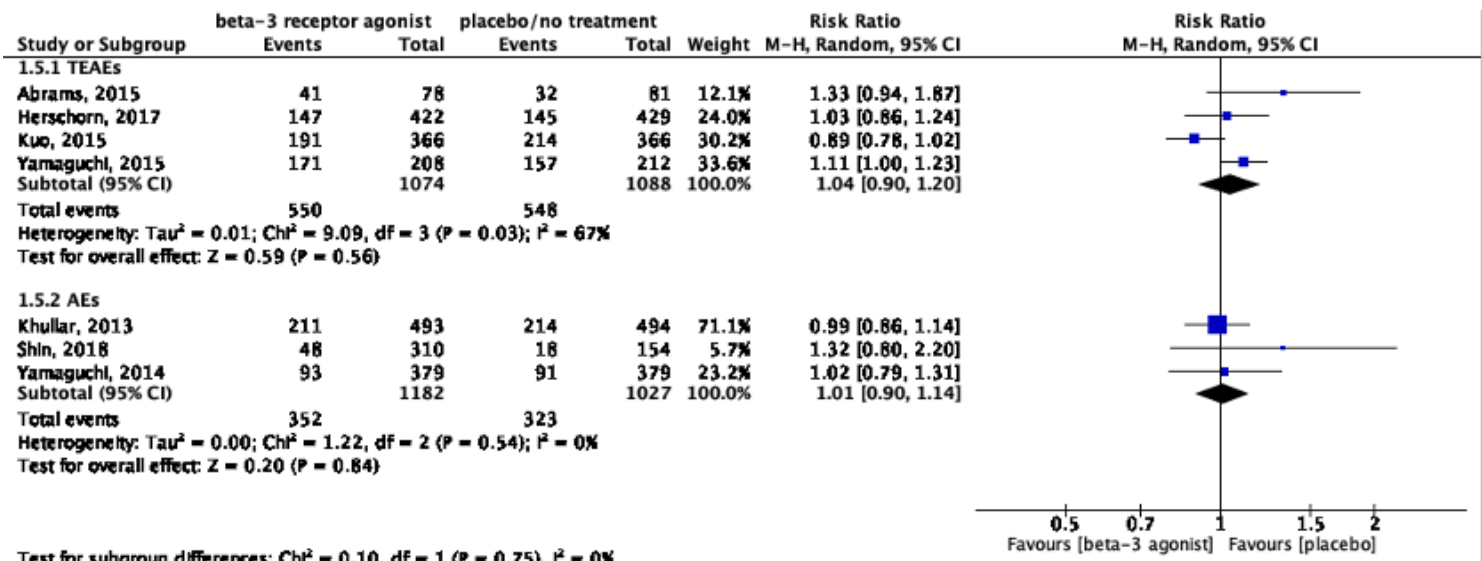 beta-3 receptor agonist placebo/no treatment Risk Ratio Risk Ratio
Study or Subgroup Events Total Events Total Weight M-H, Random, 95% CI M-H, Random, 95% CI
1.5.1 TEAEs
Abrams, 2015 41 78 32 81 12.1% 1.33 [0.94, 1.87]
Herschorn, 2017 147 422 145 429 24.0% 1.03 [0.86, 1.24]
Kuo, 2015 191 366 214 366 30.2% 0.89 [0.78, 1.02]
Yamaguchi, 2015 171 208 157 212 33.6% 1.11 [1.00, 1.23]
Subtotal (95% CI) 1074 1088 100.0% 1.04 [0.90, 1.20]
Total events 550 548
Heterogeneity: Tau² = 0.01; Chi² = 9.09, df = 3 (P = 0.03); I² = 67%
Test for overall effect: Z = 0.59 (P = 0.56)
1.5.2 AEs
Khullar, 2013 211 493 214 494 71.1% 0.99 [0.86, 1.14]
Shin, 2018 48 310 18 154 5.7% 1.32 [0.80, 2.20]
Yamaguchi, 2014 93 379 91 379 23.2% 1.02 [0.79, 1.31]
Subtotal (95% CI) 1182 1027 100.0% 1.01 [0.90, 1.14]
Total events 352 323
Heterogeneity: Tau² = 0.00; Chi² = 1.22, df = 2 (P = 0.54); I² = 0%
Test for overall effect: Z = 0.20 (P = 0.84)
0.5 0.7 1 1.5 2
Favours [beta-3 agonist] Favours [placebo]
Test for subgroup differences: Chi² = 0.10, df = 1 (P = 0.75), I² = 0%